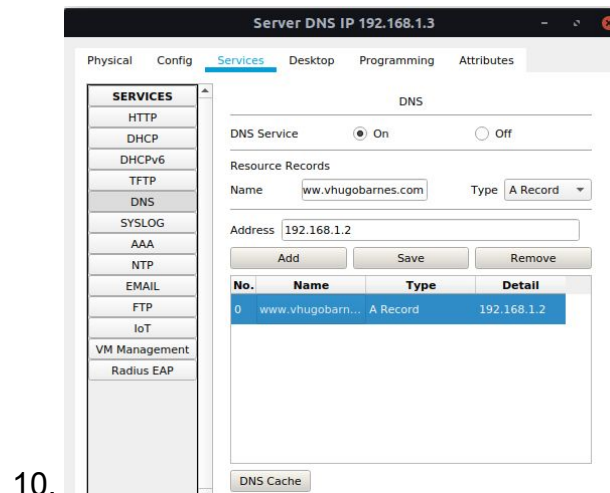 Server DNS IP 192.168.1.3
Physical Config Services Desktop Programming Attributes
SERVICES
HTTP
DHCP
DHCPv6
TFTP
DNS
SYSLOG
AAA
NTP
EMAIL
FTP
IoT
VM Management
Radius EAP
DNS
DNS Service On Off
Resource Records
Name ww.vhugobarnes.com Type A Record
Address 192.168.1.2
Add Save Remove
No. Name Type Detail
0 www.vhugobarn... A Record 192.168.1.2
DNS Cache
10.